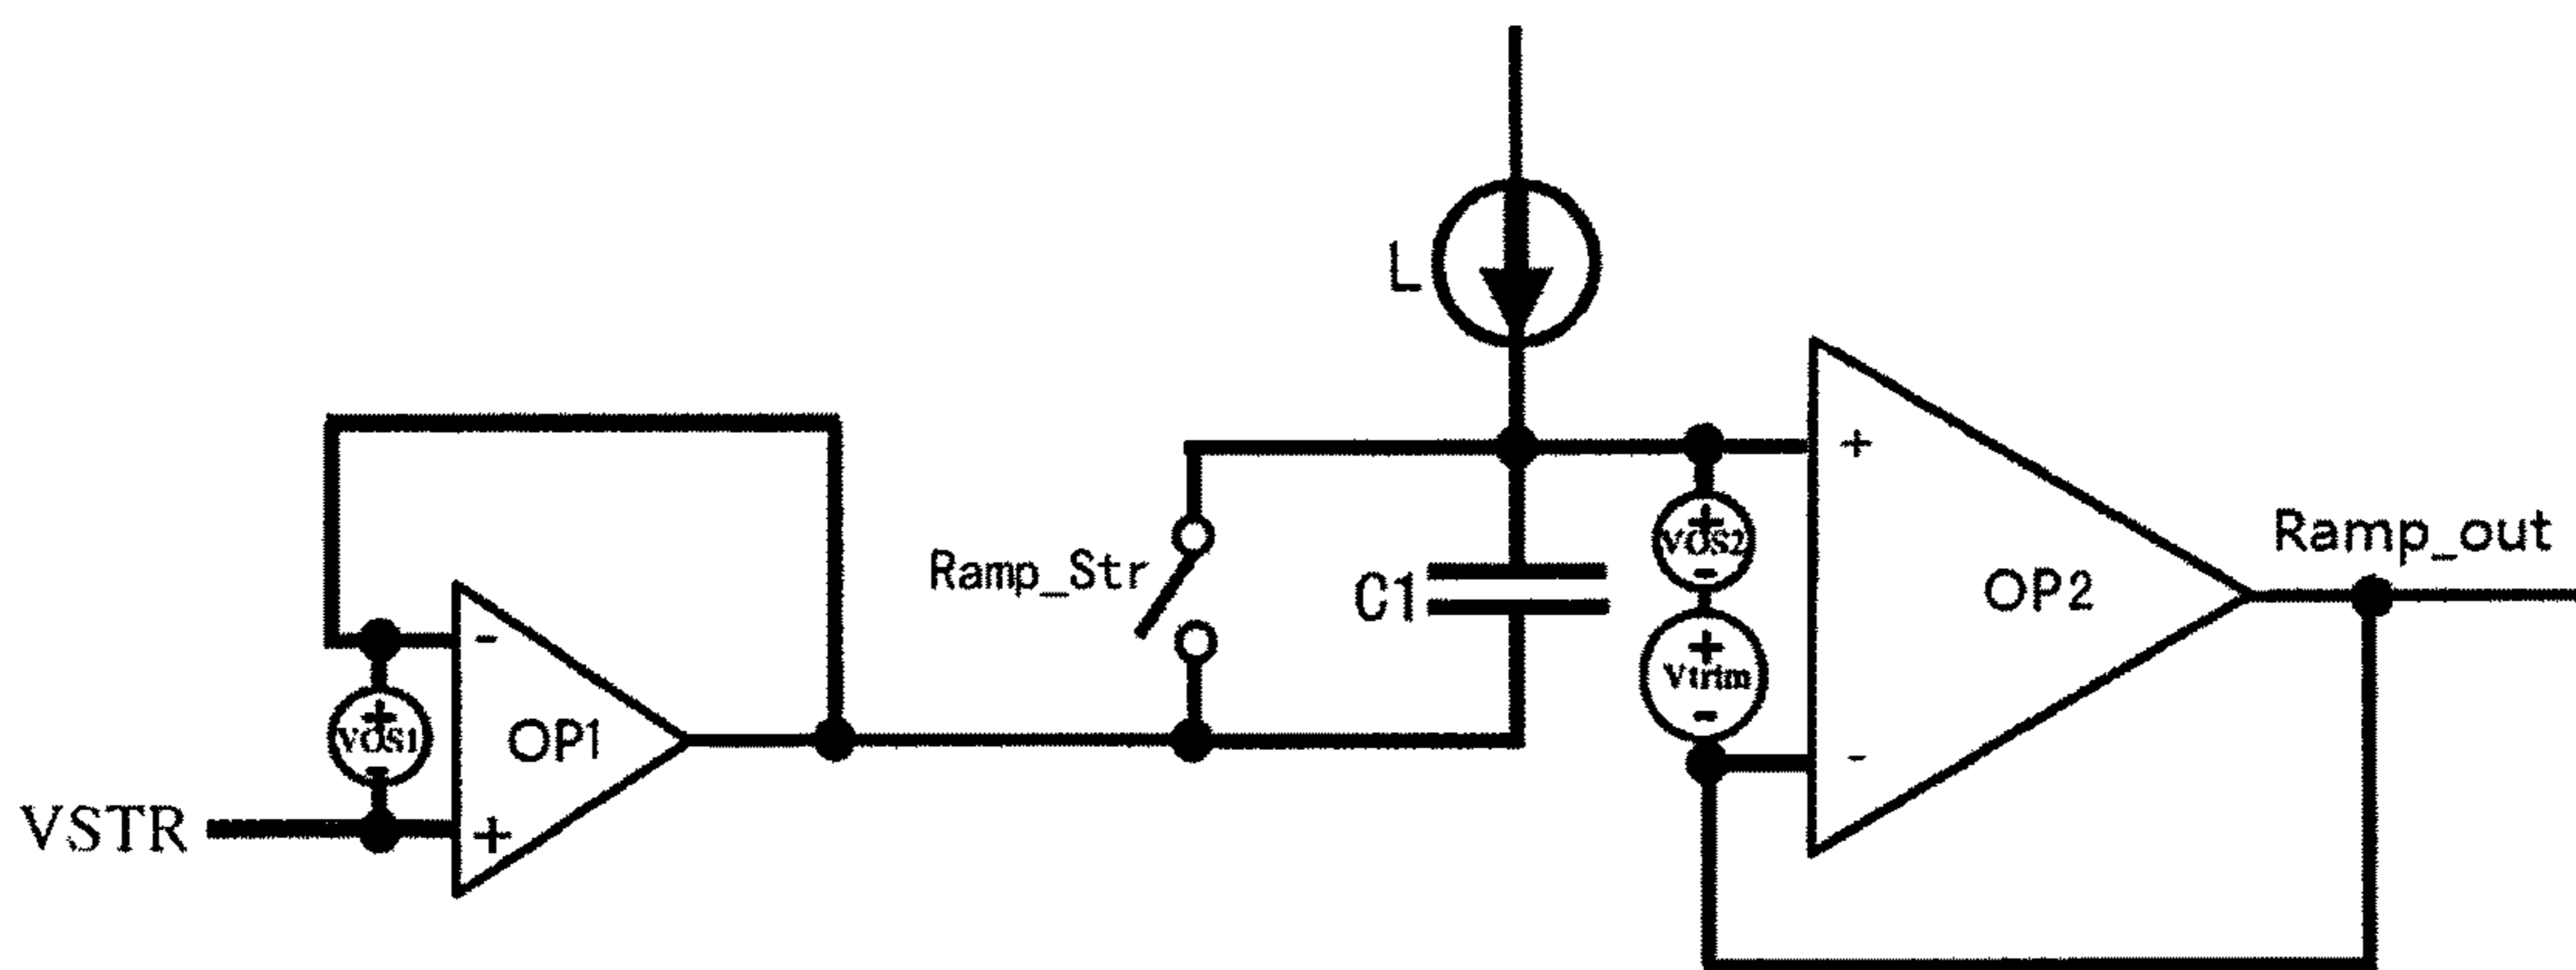 L
+
Ramp_out
Ramp_Str
C1
+
VOS2
-
OP2
-
+
VOS1
-
OP1
+
Vtrim
-
-
VSTR
+